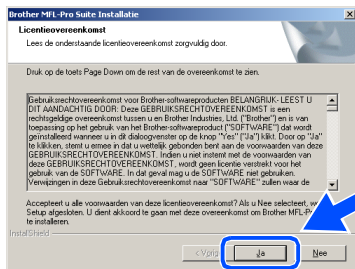 Brother MFL-Pro Suite Installatie
Licentieovereenkomst
Lees de onderstaande licentieovereenkomst zorgvuldig door.
Druk op de toets Page Down om de rest van de overeenkomst te zien.
Gebruiksrechtovereenkomst voor Brother-softwareproducten BELANGRIJK- LEEST U
DIT AANDACHTIG DOOR: Deze GEBRUIKSRECHTOVEREENKOMST is een
rechtsgeldige overeenkomst tussen u en Brother Industries, Ltd. ("Brother") en is van
toepassing op het gebruik van het Brother-softwareproduct ("SOFTWARE") dat wordt
geïnstalleerd wanneer u in dit dialoogvenster op de knop "Yes" ("Ja") klikt. Door op "Ja"
te klikken, stemt u ermee in dat u wettelijk gebonden bent aan de voorwaarden van deze
GEBRUIKSRECHTOVEREENKOMST. Indien u niet instemt met de voorwaarden van
deze GEBRUIKSRECHTOVEREENKOMST, wordt geen licentie verstrekt voor het
gebruik van de SOFTWARE. In dat geval mag u de SOFTWARE niet gebruiken.
Verwijzingen in deze Gebruiksrechtovereenkomst naar "SOFTWARE" zullen waar de
Accepteert u alle voorwaarden van deze licentieovereenkomst? Als u Nee selecteert,
Setup afgesloten. U dient akkoord te gaan met deze overeenkomst om Brother MFL-Pro
te installeren.
InstallShield
< Vorige
Ja
Nee